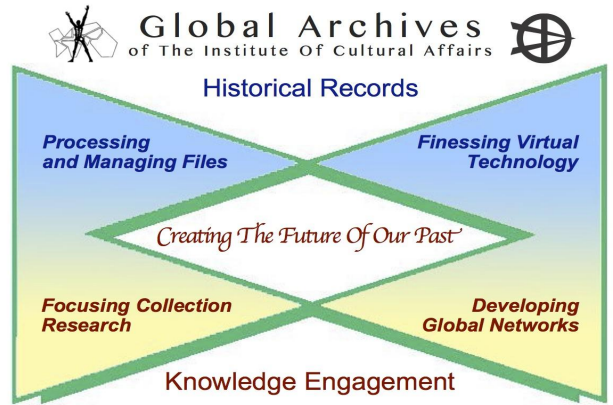 Global Archives
of The Institute Of Cultural Affairs
Historical Records
Processing
and Managing Files
Finessing Virtual
Technology
Creating The Future Of Our Past
Focusing Collection
Research
Developing
Global Networks
Knowledge Engagement